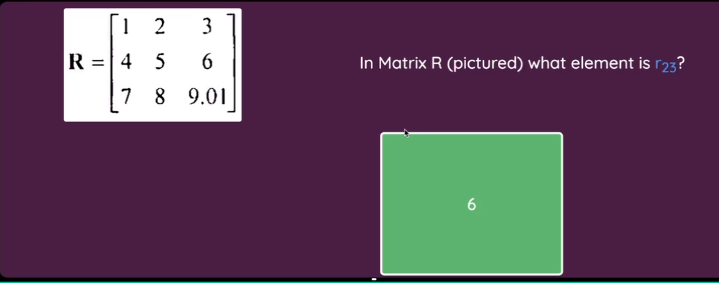 1 2 3
R = 4 5 6
7 8 9.01
In Matrix R (pictured) what element is r23?
6